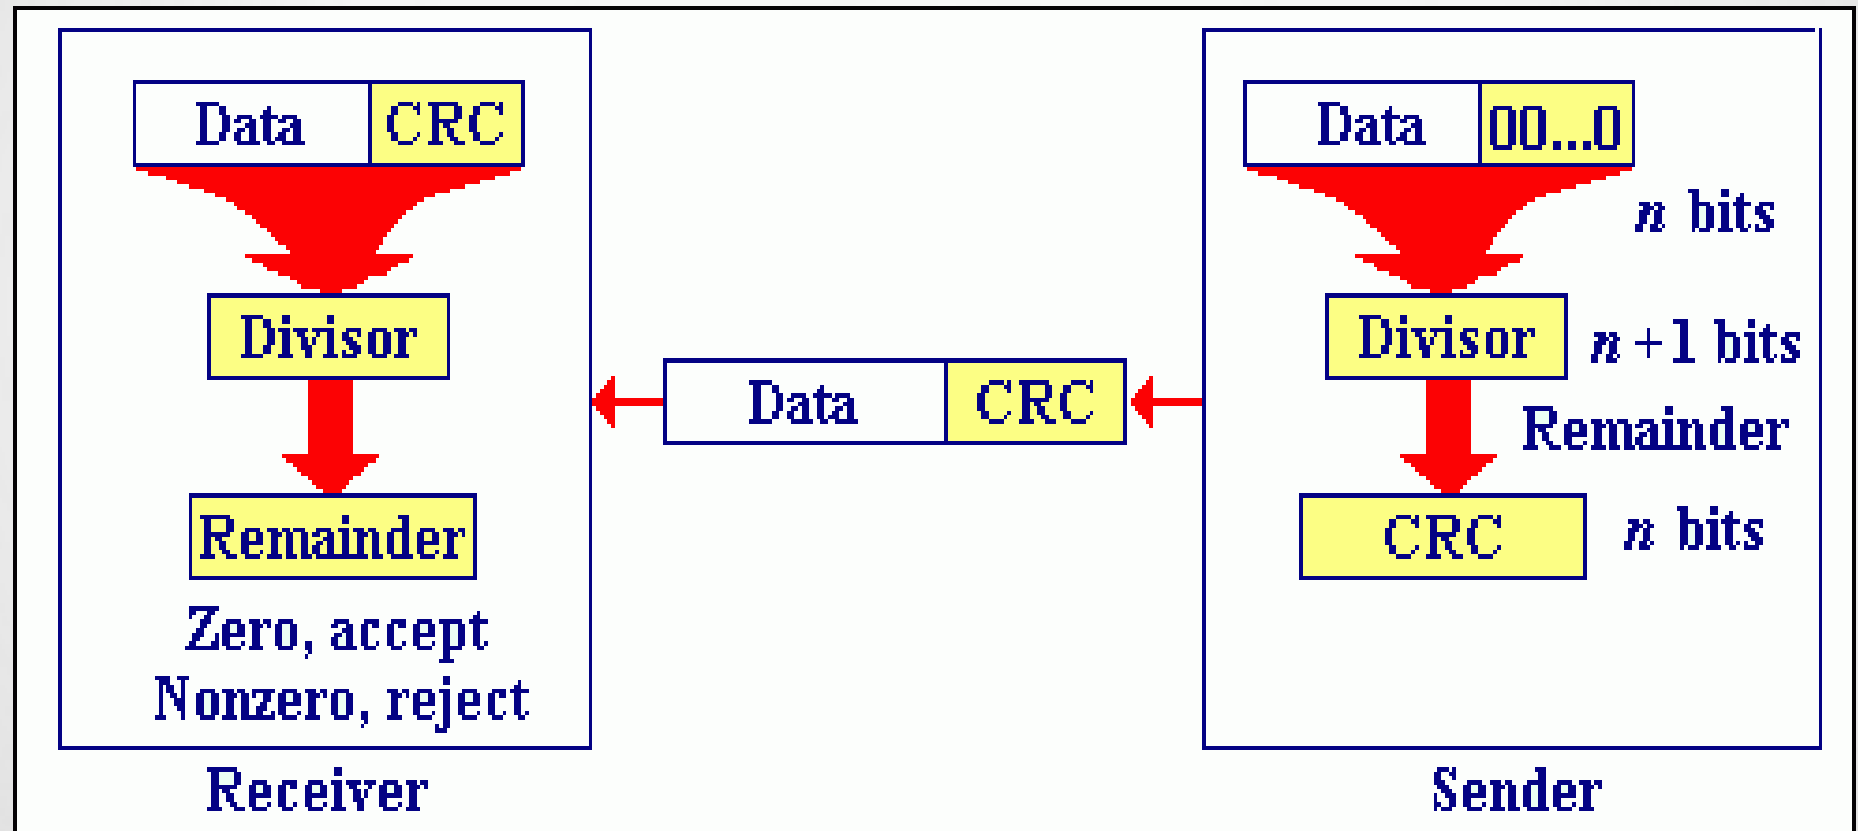 Data CRC
Divisor
Remainder
Zero, accept
Nonzero, reject
Receiver
Data CRC
Data 00...0
n bits
Divisor n+1 bits
Remainder
CRC n bits
Sender